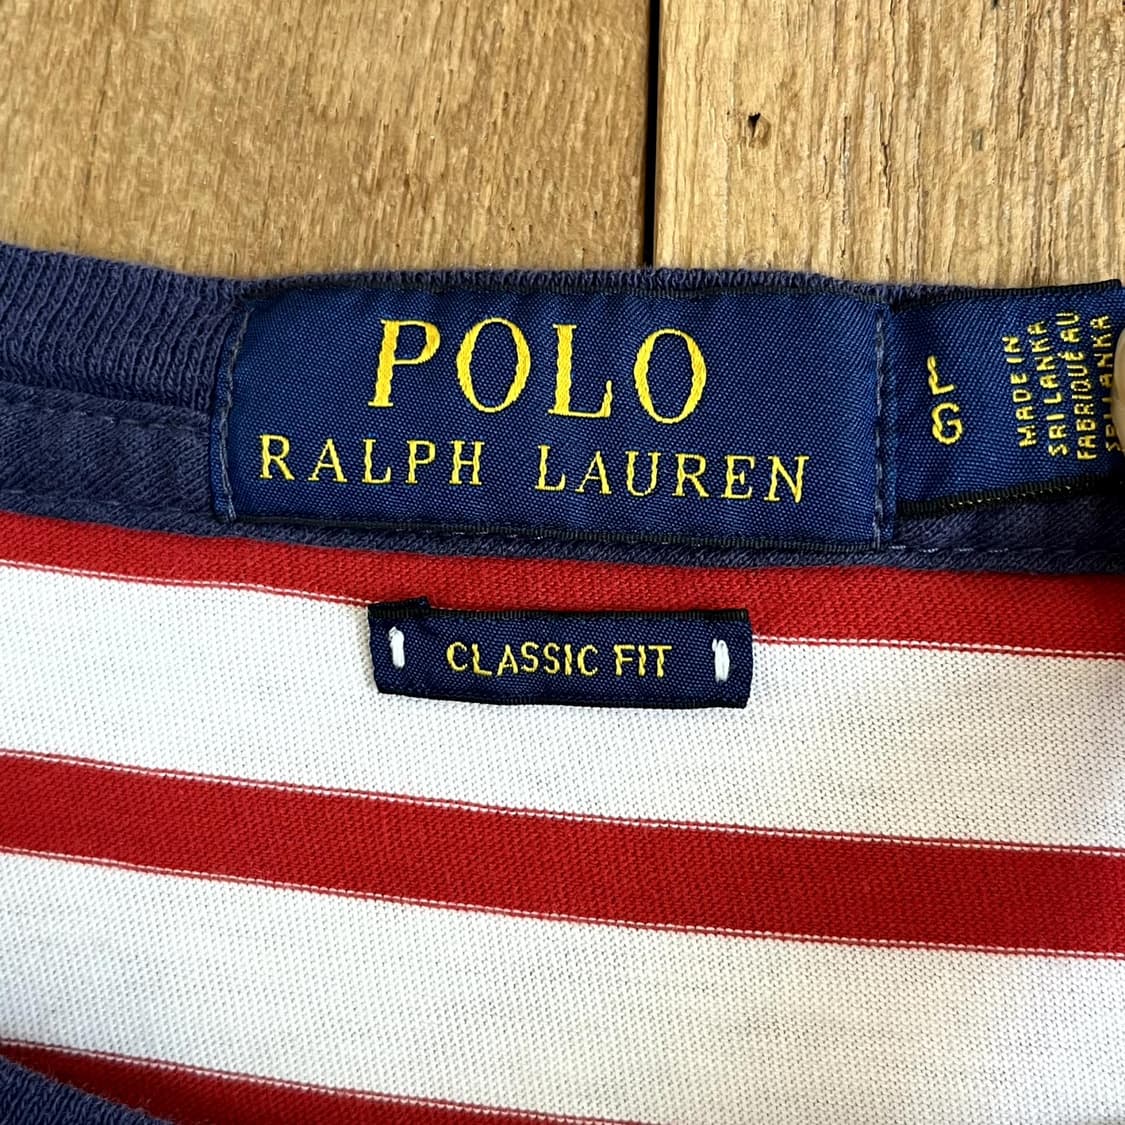 POLO
RALPH LAUREN
L
G
MADE IN
SRI LANKA
FABRIQUÉ AU
SRI LANKA
CLASSIC FIT